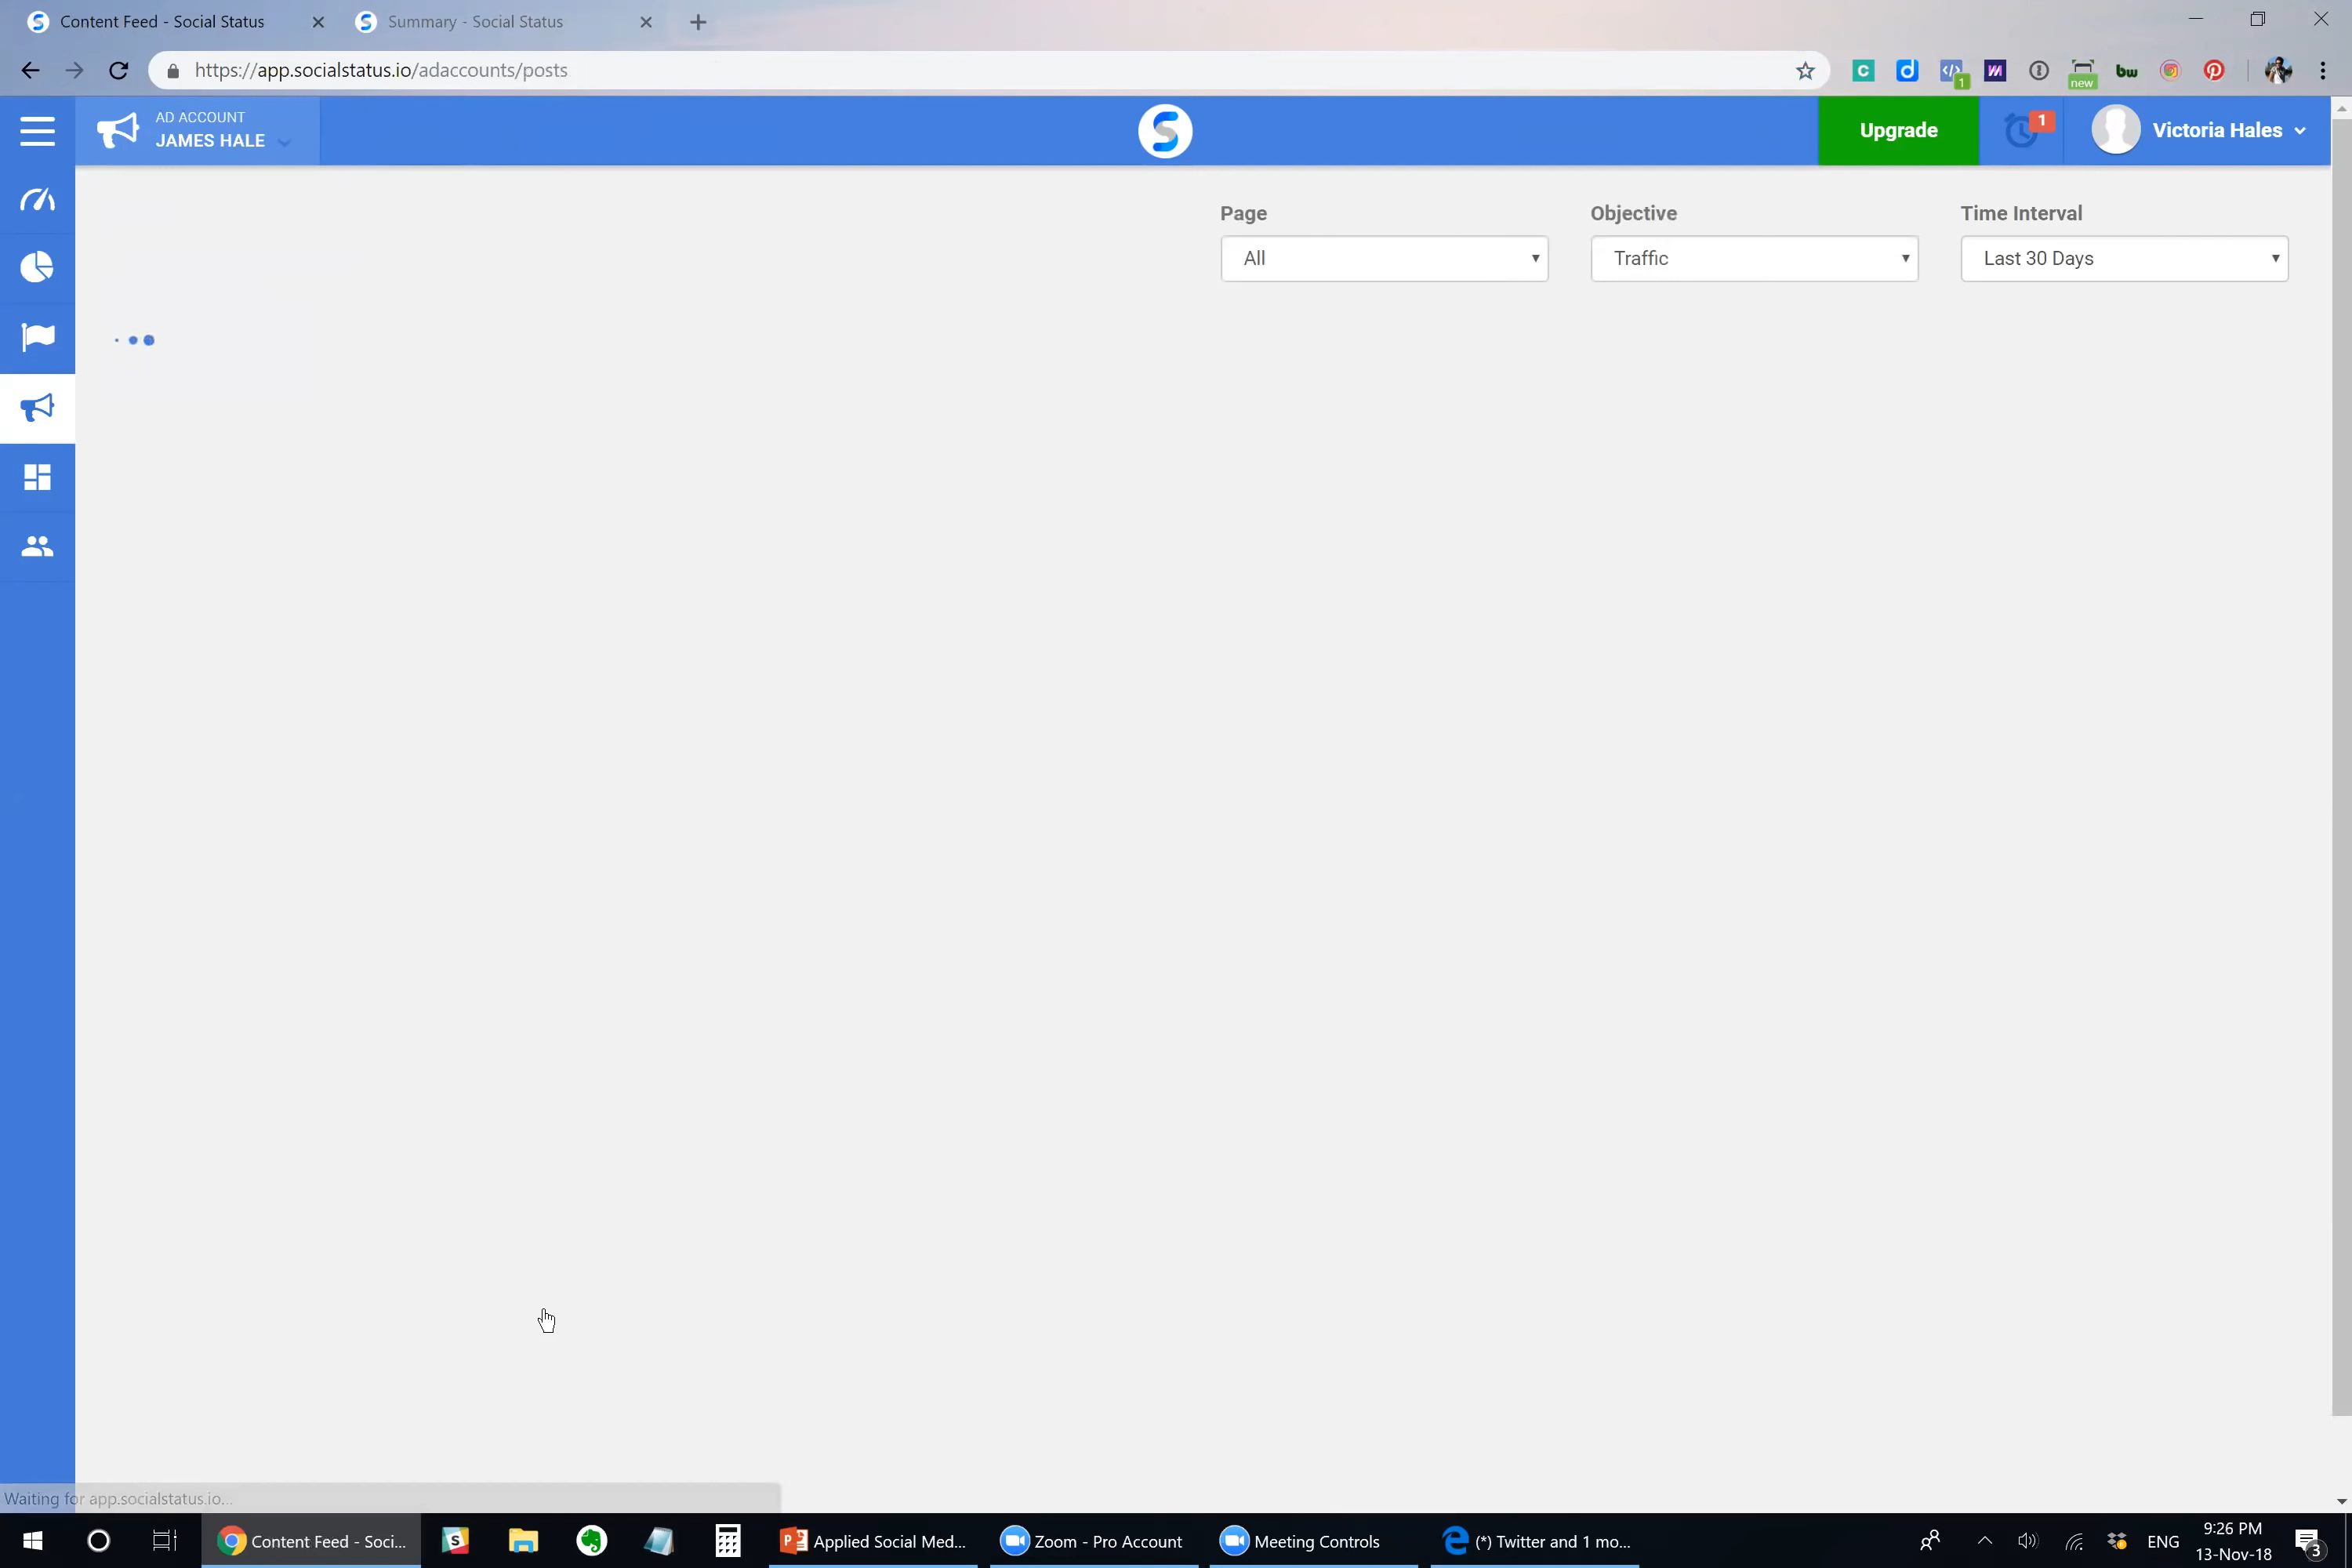 Content Feed - Social Status
Summary - Social Status
https://app.socialstatus.io/adaccounts/posts
1
new
bw
AD ACCOUNT
JAMES HALE
Upgrade
1
Victoria Hales
Page
Objective
Time Interval
All
Traffic
Last 30 Days
Waiting for app.socialstatus.io...
Content Feed - Soci...
Applied Social Med...
Zoom - Pro Account
Meeting Controls
(*) Twitter and 1 mo...
ENG
9:26 PM
13-Nov-18
3